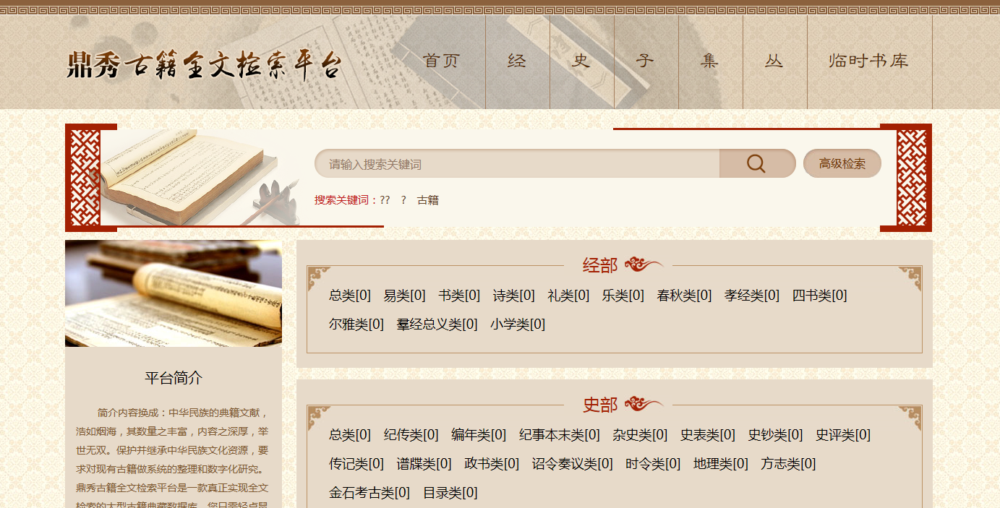 鼎秀古籍全文检索平台
首页 经 史 子 集 丛 临时书库
请输入搜索关键词
高级检索
搜索关键词：?? ? 古籍
平台简介
简介内容换成：中华民族的典籍文献，
浩如烟海，其数量之丰富，内容之深厚，举
世无双。保护并继承中华民族文化资源，要
求对现有古籍做系统的整理和数字化研究。
鼎秀古籍全文检索平台是一款真正实现全文
检索的大型古籍典藏数据库，您只需轻点鼠
经部
总类[0] 易类[0] 书类[0] 诗类[0] 礼类[0] 乐类[0] 春秋类[0] 孝经类[0] 四书类[0]
尔雅类[0] 羣经总义类[0] 小学类[0]
史部
总类[0] 纪传类[0] 编年类[0] 纪事本末类[0] 杂史类[0] 史表类[0] 史钞类[0] 史评类[0]
传记类[0] 谱牒类[0] 政书类[0] 诏令奏议类[0] 时令类[0] 地理类[0] 方志类[0]
金石考古类[0] 目录类[0]